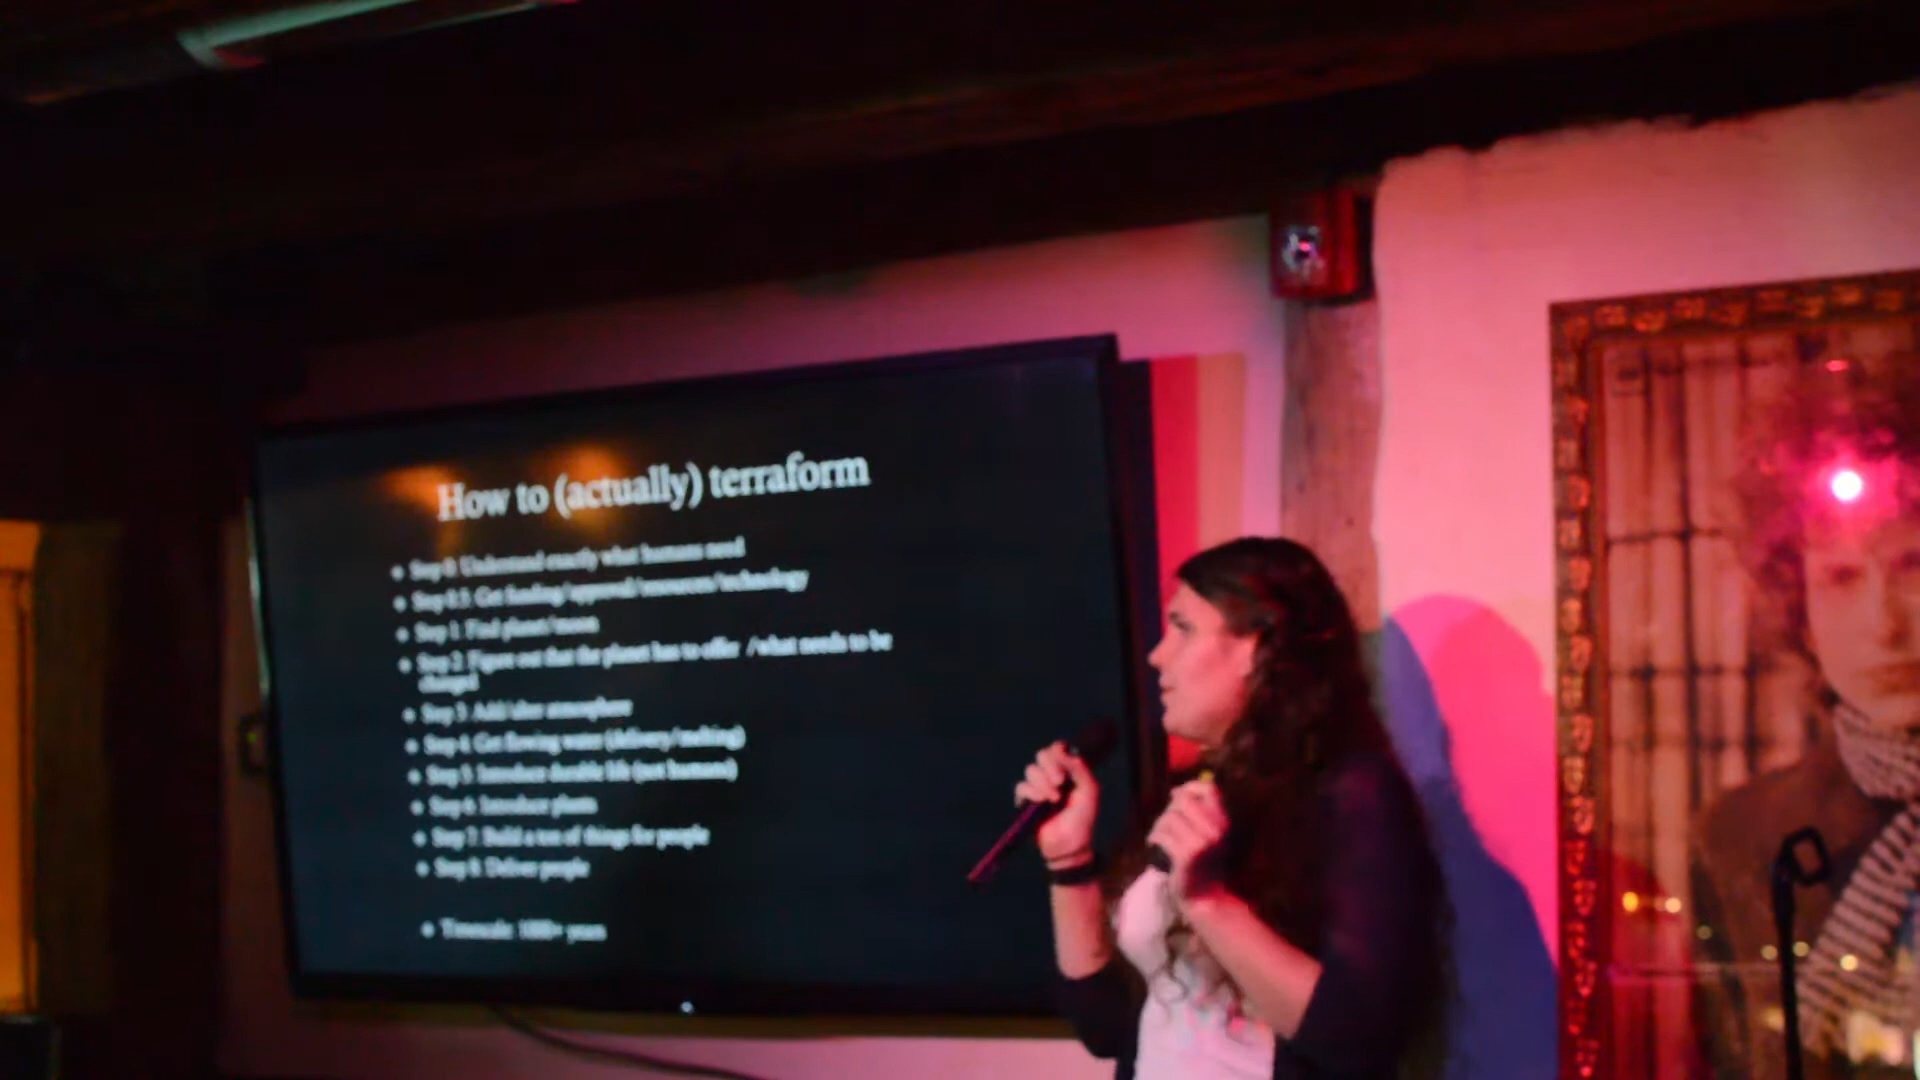 How to (actually) terraform
• Step 0: Understand exactly what humans need
• Step 0.5: Get funding/approval/resources/technology
• Step 1: Find planet/moon
• Step 2: Figure out that the planet has to offer /what needs to be
changed
• Step 3: Add/alter atmosphere
• Step 4: Get flowing water (delivery/melting)
• Step 5: Introduce durable life (not humans)
• Step 6: Introduce plants
• Step 7: Build a ton of things for people
• Step 8: Deliver people
• Timescale: 1000+ years